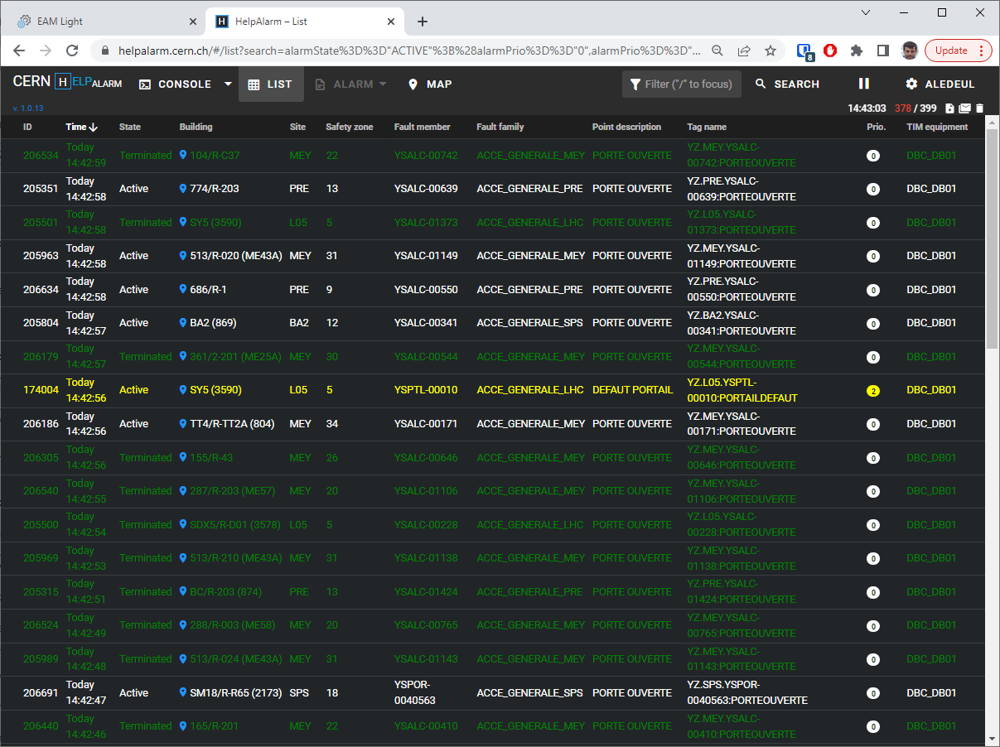 EAM Light
HelpAlarm – List
helpalarm.cern.ch/#/list?search=alarmState%3D%3D"ACTIVE"%3B%28alarmPrio%3D%3D"0",alarmPrio%3D%3D"...
8
Update
CERN HELPALARM
CONSOLE
LIST
ALARM
MAP
Filter ("/" to focus)
SEARCH
ALEDEUL
v. 1.0.13
14:43:03 378 / 399
ID Time State Building Site Safety zone Fault member Fault family Point description Tag name Prio. TIM equipment
206534 Today 14:42:59 Terminated 104/R-C37 MEY 22 YSALC-00742 ACCE_GENERALE_MEY PORTE OUVERTE YZ.MEY.YSALC-00742:PORTEOUVERTE 0 DBC_DB01
205351 Today 14:42:58 Active 774/R-203 PRE 13 YSALC-00639 ACCE_GENERALE_PRE PORTE OUVERTE YZ.PRE.YSALC-00639:PORTEOUVERTE 0 DBC_DB01
205501 Today 14:42:58 Terminated SY5 (3590) L05 5 YSALC-01373 ACCE_GENERALE_LHC PORTE OUVERTE YZ.L05.YSALC-01373:PORTEOUVERTE 0 DBC_DB01
205963 Today 14:42:58 Active 513/R-020 (ME43A) MEY 31 YSALC-01149 ACCE_GENERALE_MEY PORTE OUVERTE YZ.MEY.YSALC-01149:PORTEOUVERTE 0 DBC_DB01
206634 Today 14:42:58 Active 686/R-1 PRE 9 YSALC-00550 ACCE_GENERALE_PRE PORTE OUVERTE YZ.PRE.YSALC-00550:PORTEOUVERTE 0 DBC_DB01
205804 Today 14:42:57 Active BA2 (869) BA2 12 YSALC-00341 ACCE_GENERALE_SPS PORTE OUVERTE YZ.BA2.YSALC-00341:PORTEOUVERTE 0 DBC_DB01
206179 Today 14:42:57 Terminated 361/2-201 (ME25A) MEY 30 YSALC-00544 ACCE_GENERALE_MEY PORTE OUVERTE YZ.MEY.YSALC-00544:PORTEOUVERTE 0 DBC_DB01
174004 Today 14:42:56 Active SY5 (3590) L05 5 YSPTL-00010 ACCE_GENERALE_LHC DEFAUT PORTAIL YZ.L05.YSPTL-00010:PORTAILDEFAUT 2 DBC_DB01
206186 Today 14:42:56 Active TT4/R-TT2A (804) MEY 34 YSALC-00171 ACCE_GENERALE_MEY PORTE OUVERTE YZ.MEY.YSALC-00171:PORTEOUVERTE 0 DBC_DB01
206305 Today 14:42:56 Terminated 155/R-43 MEY 26 YSALC-00646 ACCE_GENERALE_MEY PORTE OUVERTE YZ.MEY.YSALC-00646:PORTEOUVERTE 0 DBC_DB01
206540 Today 14:42:55 Terminated 287/R-203 (ME57) MEY 20 YSALC-01106 ACCE_GENERALE_MEY PORTE OUVERTE YZ.MEY.YSALC-01106:PORTEOUVERTE 0 DBC_DB01
205500 Today 14:42:54 Terminated SDX5/R-D01 (3578) L05 5 YSALC-00228 ACCE_GENERALE_LHC PORTE OUVERTE YZ.L05.YSALC-00228:PORTEOUVERTE 0 DBC_DB01
205969 Today 14:42:53 Terminated 513/R-210 (ME43A) MEY 31 YSALC-01138 ACCE_GENERALE_MEY PORTE OUVERTE YZ.MEY.YSALC-01138:PORTEOUVERTE 0 DBC_DB01
205315 Today 14:42:51 Terminated BC/R-203 (874) PRE 13 YSALC-01424 ACCE_GENERALE_PRE PORTE OUVERTE YZ.PRE.YSALC-01424:PORTEOUVERTE 0 DBC_DB01
206524 Today 14:42:49 Terminated 288/R-003 (ME58) MEY 20 YSALC-00765 ACCE_GENERALE_MEY PORTE OUVERTE YZ.MEY.YSALC-00765:PORTEOUVERTE 0 DBC_DB01
205989 Today 14:42:48 Terminated 513/R-024 (ME43A) MEY 31 YSALC-01143 ACCE_GENERALE_MEY PORTE OUVERTE YZ.MEY.YSALC-01143:PORTEOUVERTE 0 DBC_DB01
206691 Today 14:42:47 Active SM18/R-R65 (2173) SPS 18 YSPOR-0040563 ACCE_GENERALE_SPS PORTE OUVERTE YZ.SPS.YSPOR-0040563:PORTEOUVERTE 0 DBC_DB01
206440 Today 14:42:46 Terminated 165/R-201 MEY 22 YSALC-00410 ACCE_GENERALE_MEY PORTE OUVERTE YZ.MEY.YSALC-00410:PORTEOUVERTE 0 DBC_DB01